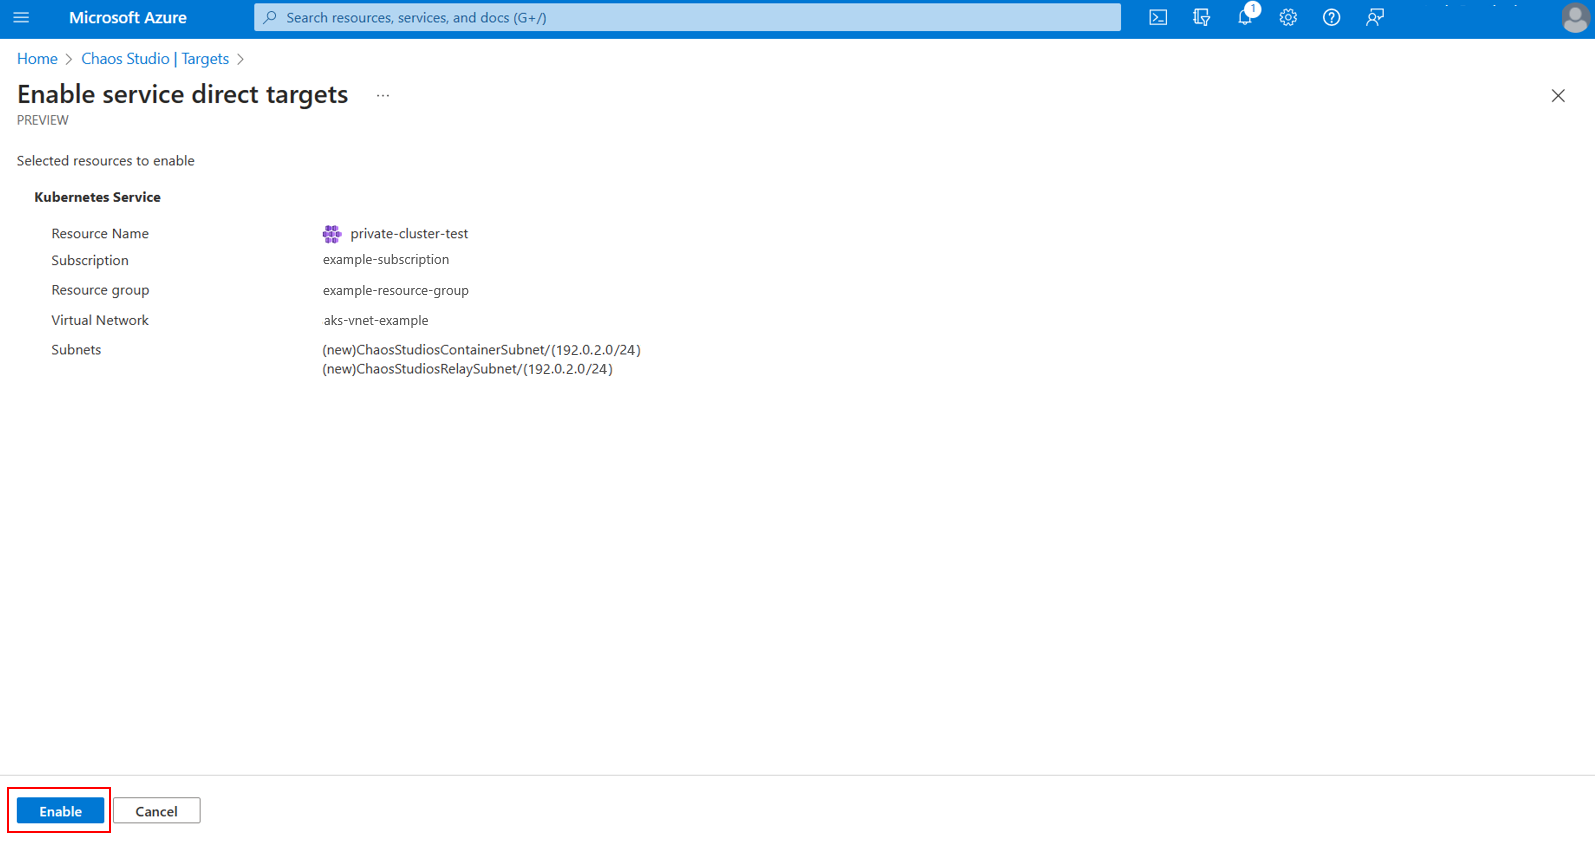 Microsoft Azure
Search resources, services, and docs (G+/)
1
Home > Chaos Studio | Targets >
Enable service direct targets ...
PREVIEW
Selected resources to enable
Kubernetes Service
Resource Name private-cluster-test
Subscription example-subscription
Resource group example-resource-group
Virtual Network aks-vnet-example
Subnets (new)ChaosStudiosContainerSubnet/(192.0.2.0/24)
(new)ChaosStudiosRelaySubnet/(192.0.2.0/24)
Enable Cancel